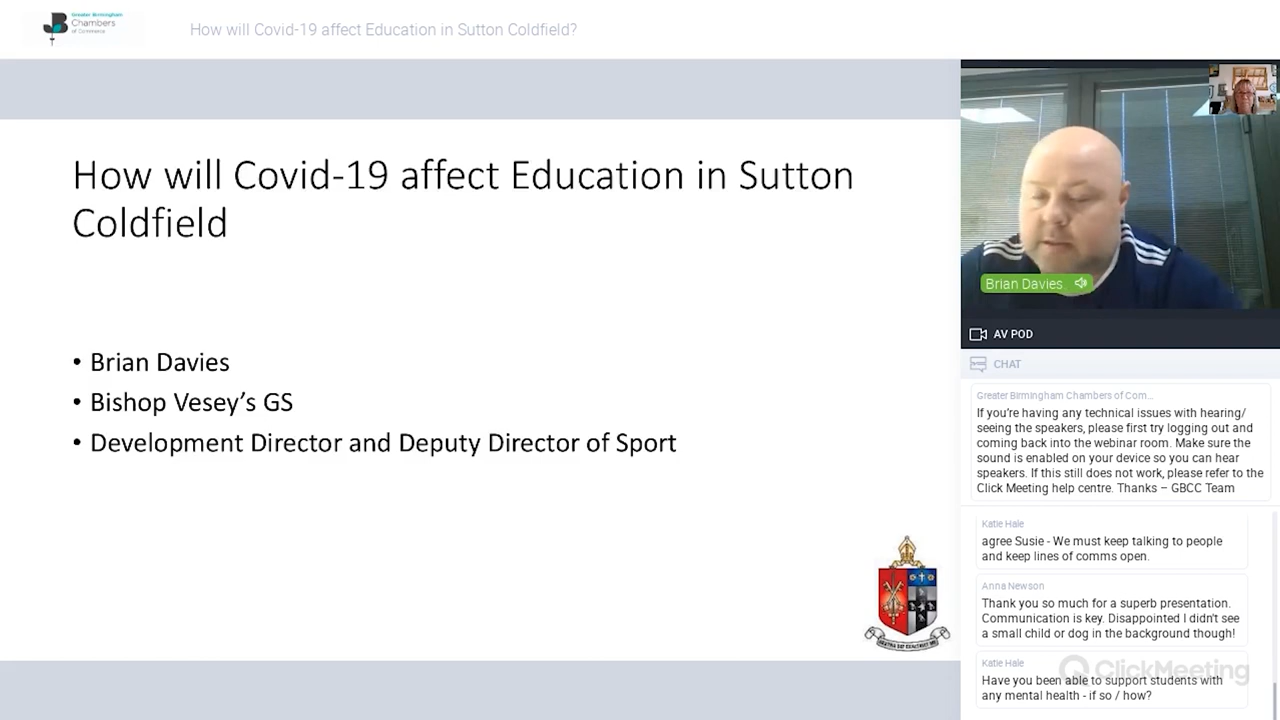 Greater Birmingham
Chambers
of Commerce
How will Covid-19 affect Education in Sutton Coldfield?
How will Covid-19 affect Education in Sutton
Coldfield
• Brian Davies
• Bishop Vesey’s GS
• Development Director and Deputy Director of Sport
Brian Davies
AV POD
CHAT
Greater Birmingham Chambers of Com...
If you’re having any technical issues with hearing/
seeing the speakers, please first try logging out and
coming back into the webinar room. Make sure the
sound is enabled on your device so you can hear
speakers. If this still does not work, please refer to the
Click Meeting help centre. Thanks – GBCC Team
Katie Hale
agree Susie - We must keep talking to people
and keep lines of comms open.
Anna Newson
Thank you so much for a superb presentation.
Communication is key. Disappointed I didn't see
a small child or dog in the background though!
Katie Hale
Have you been able to support students with
any mental health - if so / how?
ClickMeeting